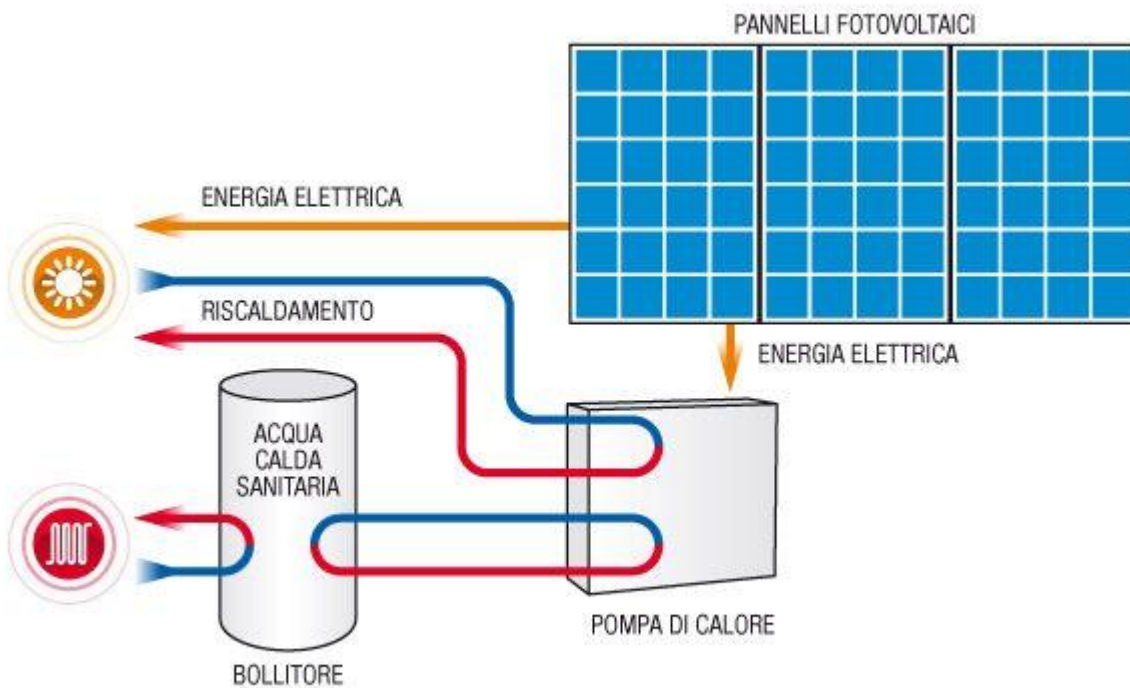 PANNELLI FOTOVOLTAICI
ENERGIA ELETTRICA
RISCALDAMENTO
ENERGIA ELETTRICA
ACQUA
CALDA
SANITARIA
POMPA DI CALORE
BOLLITORE